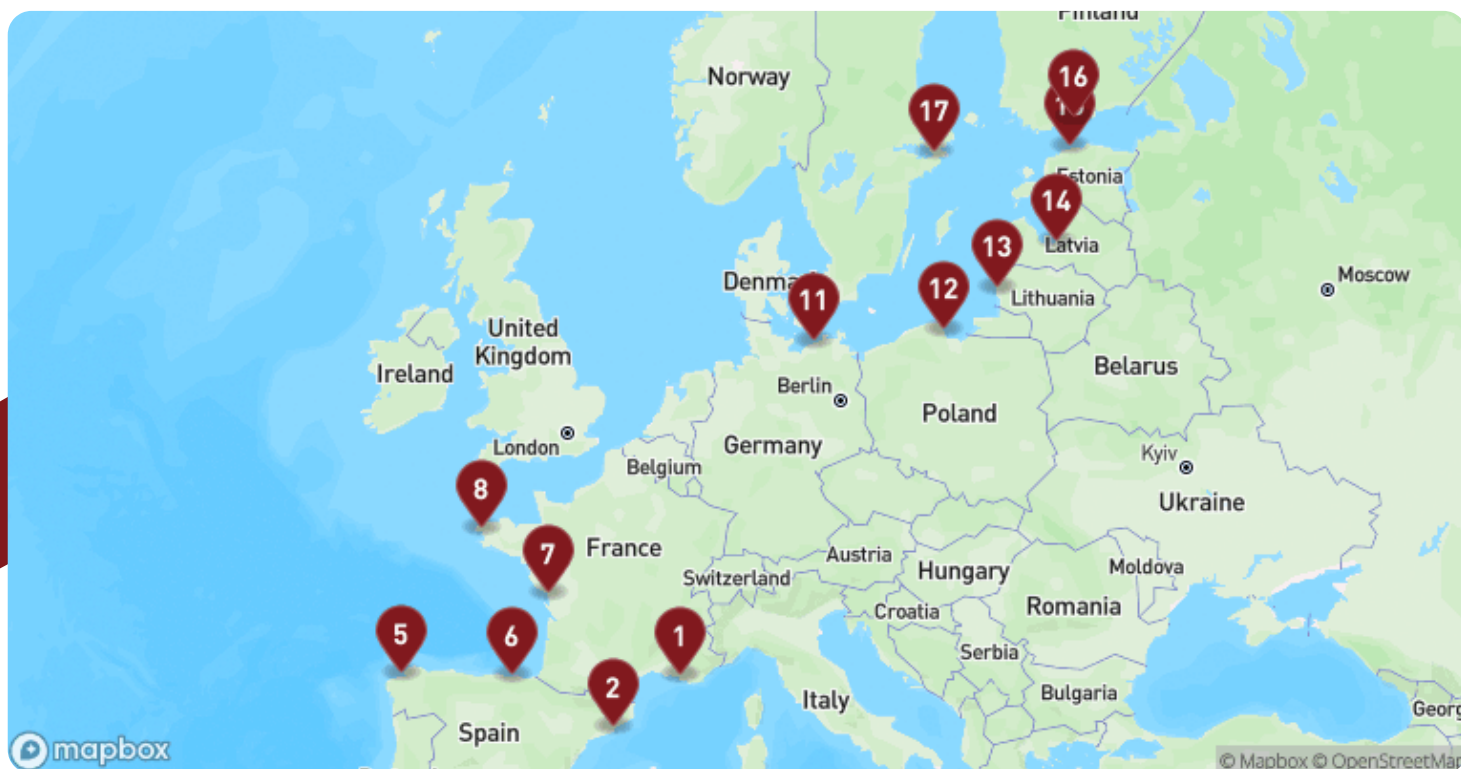 Finland
Norway
16
17
Estonia
14
13
Latvia
Moscow
Denma
11
12
Lithuania
United
Kingdom
Ireland
Berlin
Belarus
Poland
London
Germany
Belgium
Kyiv
8
Ukraine
7
France
Austria
Switzerland
Hungary
Moldova
Croatia
Romania
5
6
1
Serbia
2
Italy
Bulgaria
Spain
Georg
mapbox
© Mapbox © OpenStreetMap